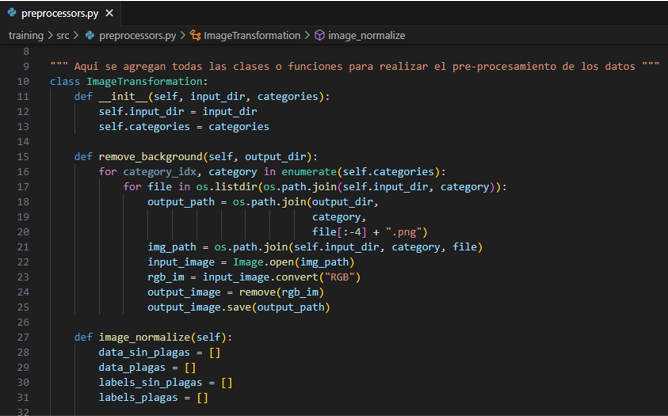 preprocessors.py ×
training > src > preprocessors.py > ImageTransformation > image_normalize
8
9 """ Aqui se agregan todas las clases o funciones para realizar el pre-procesamiento de los datos """
10 class ImageTransformation:
11     def __init__(self, input_dir, categories):
12         self.input_dir = input_dir
13         self.categories = categories
14
15     def remove_background(self, output_dir):
16         for category_idx, category in enumerate(self.categories):
17             for file in os.listdir(os.path.join(self.input_dir, category)):
18                 output_path = os.path.join(output_dir,
19                                            category,
20                                            file[:-4] + ".png")
21                 img_path = os.path.join(self.input_dir, category, file)
22                 input_image = Image.open(img_path)
23                 rgb_im = input_image.convert("RGB")
24                 output_image = remove(rgb_im)
25                 output_image.save(output_path)
26
27     def image_normalize(self):
28         data_sin_plagas = []
29         data_plagas = []
30         labels_sin_plagas = []
31         labels_plagas = []
32